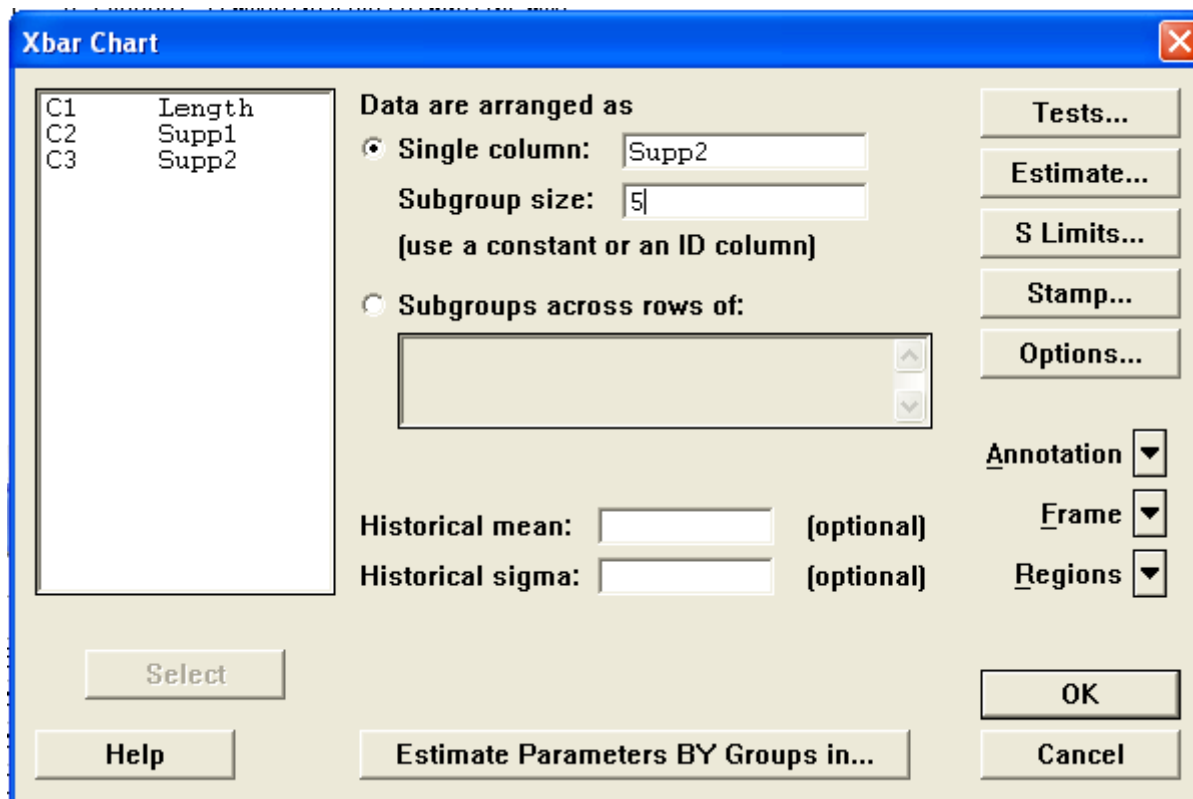 Xbar Chart
C1 Length
C2 Supp1
C3 Supp2
Data are arranged as
Single column: Supp2
Subgroup size: 5
(use a constant or an ID column)
Subgroups across rows of:
Historical mean: (optional)
Historical sigma: (optional)
Tests...
Estimate...
S Limits...
Stamp...
Options...
Annotation
Frame
Regions
Select
OK
Help
Estimate Parameters BY Groups in...
Cancel